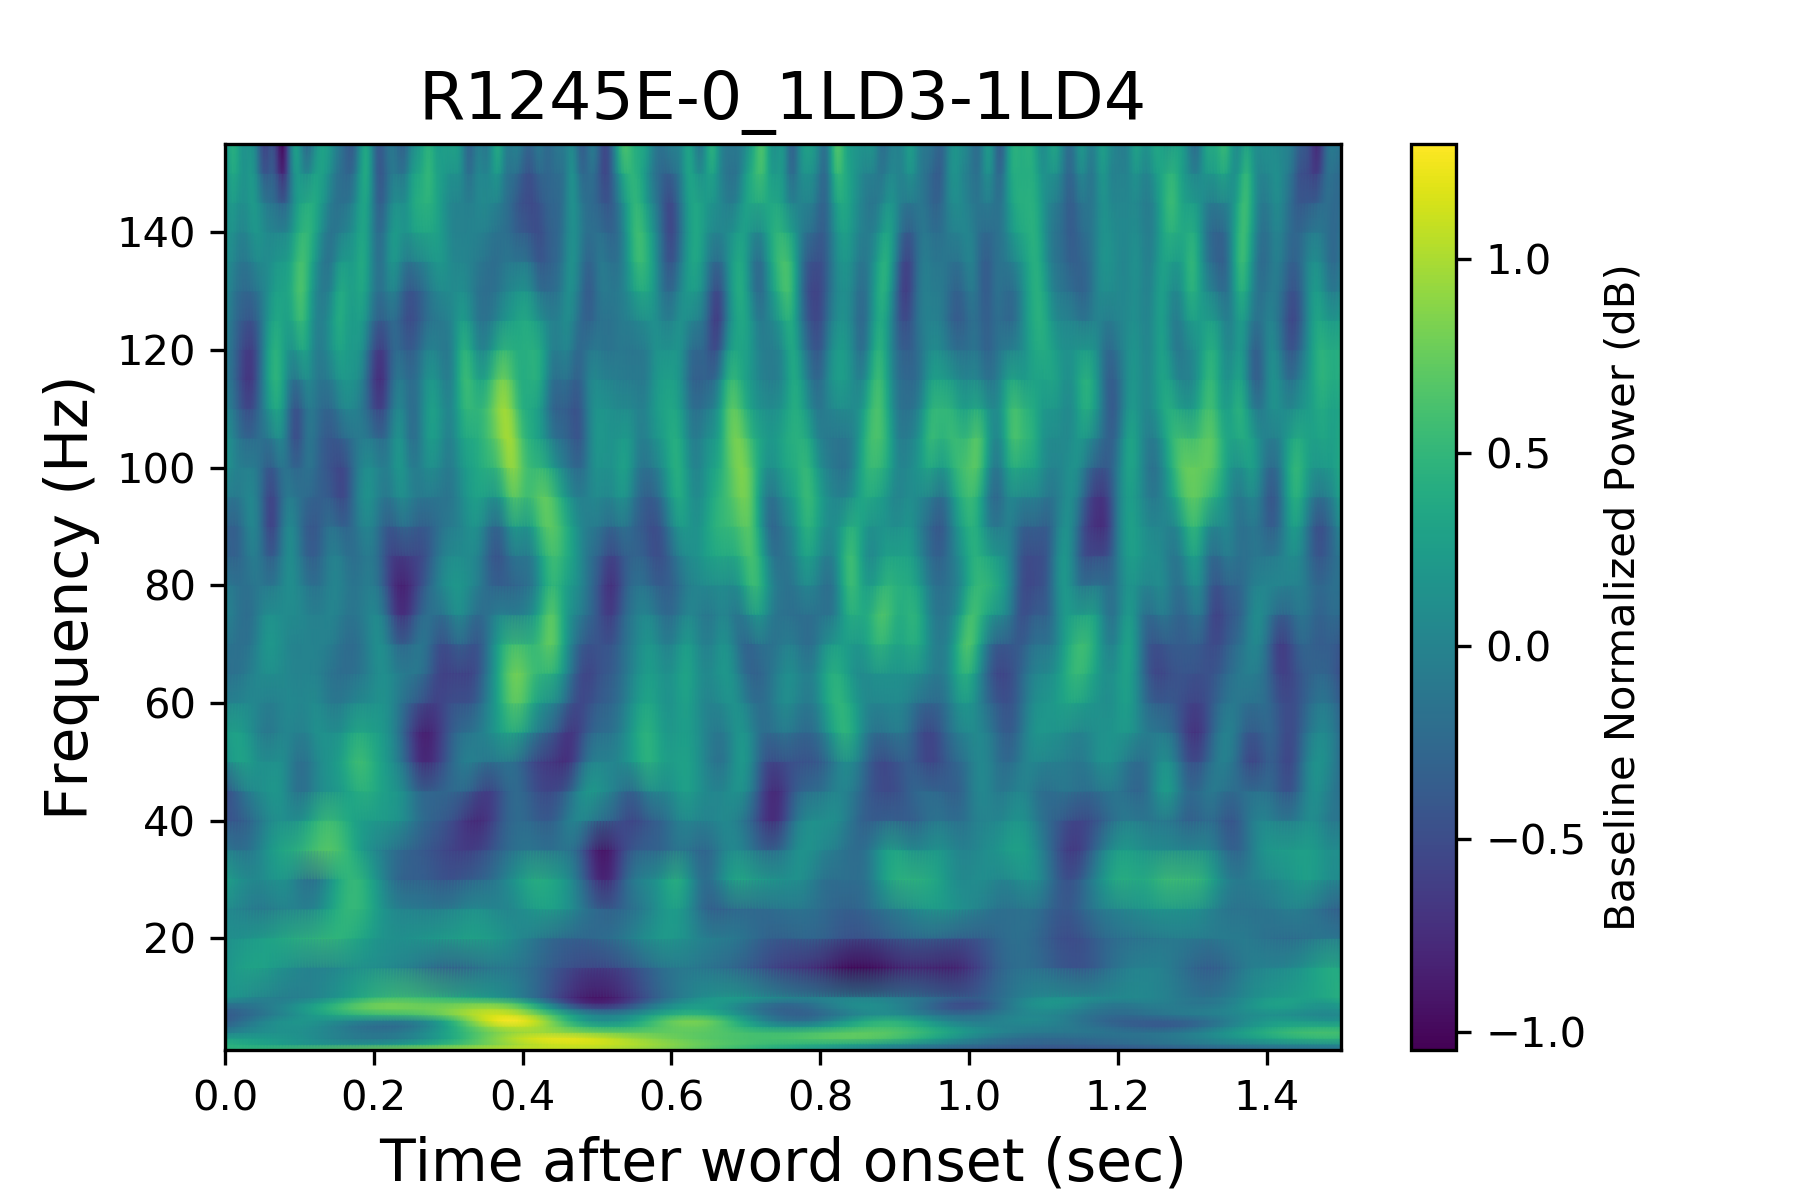 R1245E-0_1LD3-1LD4
Frequency (Hz)
140
120
100
80
60
40
20
0.0 0.2 0.4 0.6 0.8 1.0 1.2 1.4
Time after word onset (sec)
1.0
0.5
0.0
−0.5
−1.0
Baseline Normalized Power (dB)